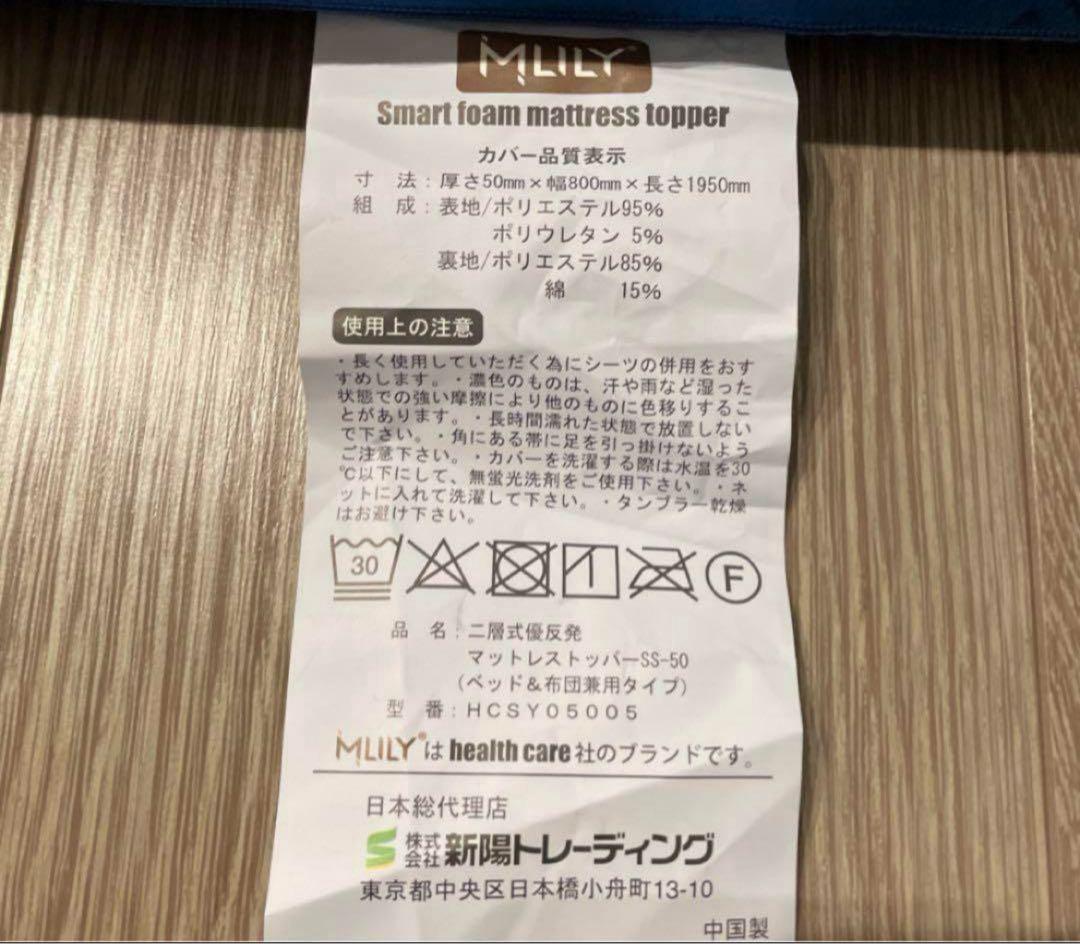 MLILY
Smart foam mattress topper
カバー品質表示
寸　法：厚さ50mm×幅800mm×長さ1950mm
組　成：表地/ポリエステル95%
ポリウレタン 5%
裏地/ポリエステル85%
綿　　15%
使用上の注意
・長く使用していただく為にシーツの併用をおす
すめします。・濃色のものは、汗や雨など湿った
状態での強い摩擦により他のものに色移りするこ
とがあります。・長時間濡れた状態で放置しない
で下さい。・角にある帯に足を引っ掛けないよう
ご注意下さい。・カバーを洗濯する際は水温を30
℃以下にして、無蛍光洗剤をご使用下さい。・ネ
ットに入れて洗濯して下さい。・タンブラー乾燥
はお避け下さい。
30 F
品　名：二層式優反発
マットレストッパーSS-50
（ベッド＆布団兼用タイプ）
型　番：HCSY05005
MLILY®は health care 社のブランドです。
日本総代理店
株式会社 新陽トレーディング
東京都中央区日本橋小舟町13-10
中国製